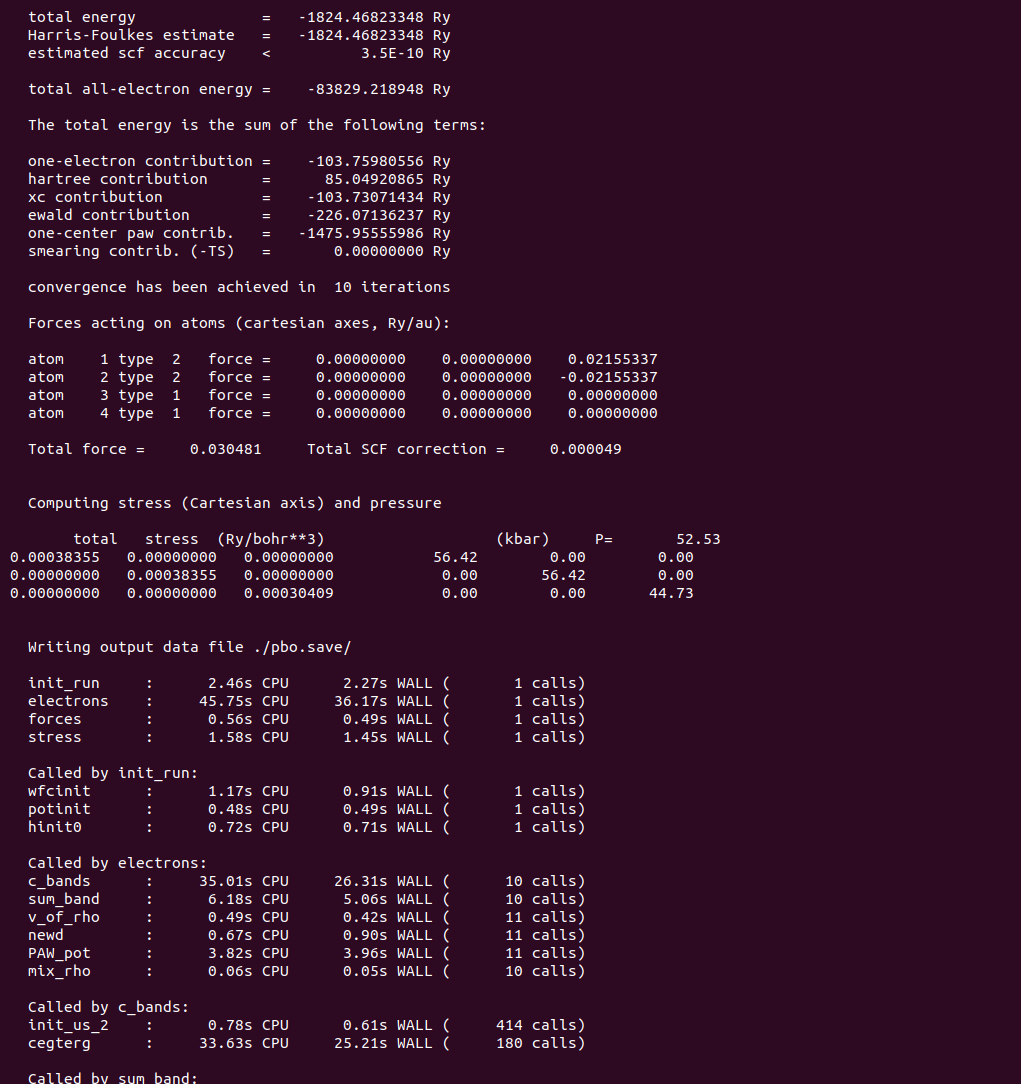 total energy              =   -1824.46823348 Ry
Harris-Foulkes estimate   =   -1824.46823348 Ry
estimated scf accuracy    <          3.5E-10 Ry
total all-electron energy =    -83829.218948 Ry
The total energy is the sum of the following terms:
one-electron contribution =    -103.75980556 Ry
hartree contribution      =      85.04920865 Ry
xc contribution           =    -103.73071434 Ry
ewald contribution        =    -226.07136237 Ry
one-center paw contrib.   =   -1475.95555986 Ry
smearing contrib. (-TS)   =       0.00000000 Ry
convergence has been achieved in  10 iterations
Forces acting on atoms (cartesian axes, Ry/au):
atom    1 type  2   force =     0.00000000    0.00000000    0.02155337
atom    2 type  2   force =     0.00000000    0.00000000   -0.02155337
atom    3 type  1   force =     0.00000000    0.00000000    0.00000000
atom    4 type  1   force =     0.00000000    0.00000000    0.00000000
Total force =     0.030481     Total SCF correction =     0.000049
Computing stress (Cartesian axis) and pressure
total   stress  (Ry/bohr**3)                   (kbar)     P=       52.53
0.00038355   0.00000000   0.00000000           56.42        0.00        0.00
0.00000000   0.00038355   0.00000000            0.00       56.42        0.00
0.00000000   0.00000000   0.00030409            0.00        0.00       44.73
Writing output data file ./pbo.save/
init_run     :      2.46s CPU      2.27s WALL (       1 calls)
electrons    :     45.75s CPU     36.17s WALL (       1 calls)
forces       :      0.56s CPU      0.49s WALL (       1 calls)
stress       :      1.58s CPU      1.45s WALL (       1 calls)
Called by init_run:
wfcinit      :      1.17s CPU      0.91s WALL (       1 calls)
potinit      :      0.48s CPU      0.49s WALL (       1 calls)
hinit0       :      0.72s CPU      0.71s WALL (       1 calls)
Called by electrons:
c_bands      :     35.01s CPU     26.31s WALL (      10 calls)
sum_band     :      6.18s CPU      5.06s WALL (      10 calls)
v_of_rho     :      0.49s CPU      0.42s WALL (      11 calls)
newd         :      0.67s CPU      0.90s WALL (      11 calls)
PAW_pot      :      3.82s CPU      3.96s WALL (      11 calls)
mix_rho      :      0.06s CPU      0.05s WALL (      10 calls)
Called by c_bands:
init_us_2    :      0.78s CPU      0.61s WALL (     414 calls)
cegterg      :     33.63s CPU     25.21s WALL (     180 calls)
Called by sum_band: